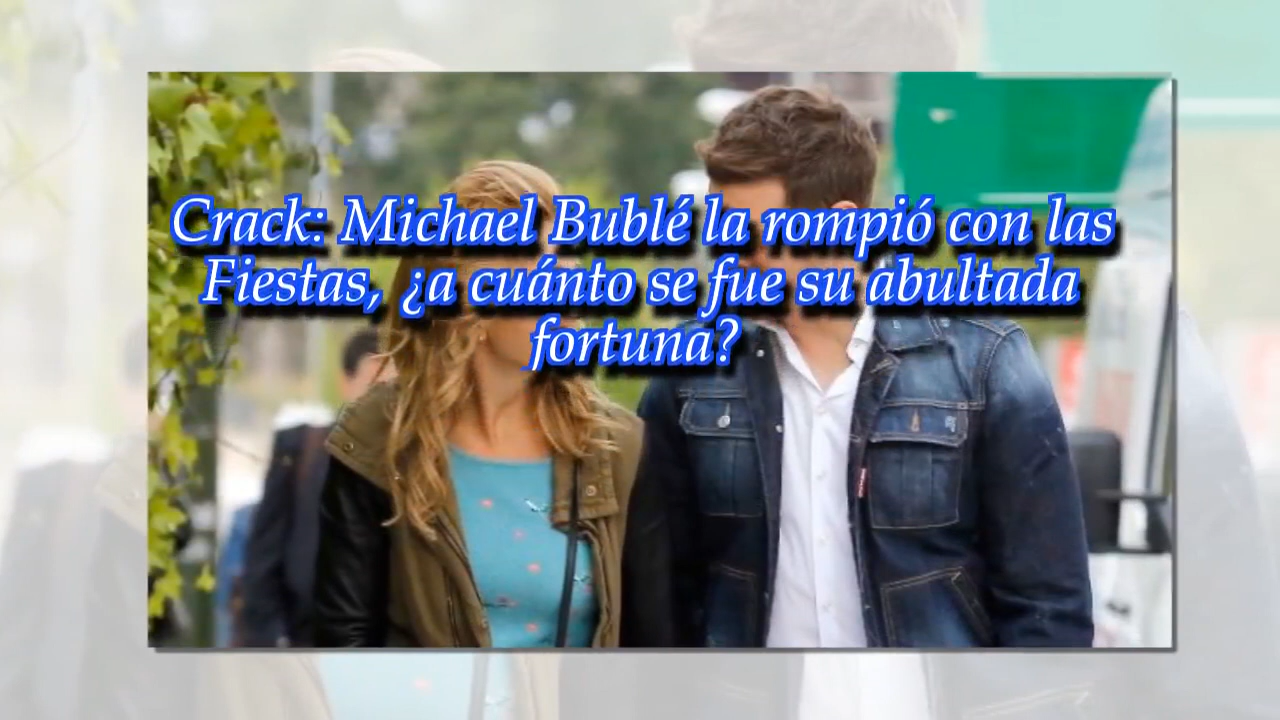 Crack: Michael Bublé la rompió con las
Fiestas, ¿a cuánto se fue su abultada
fortuna?